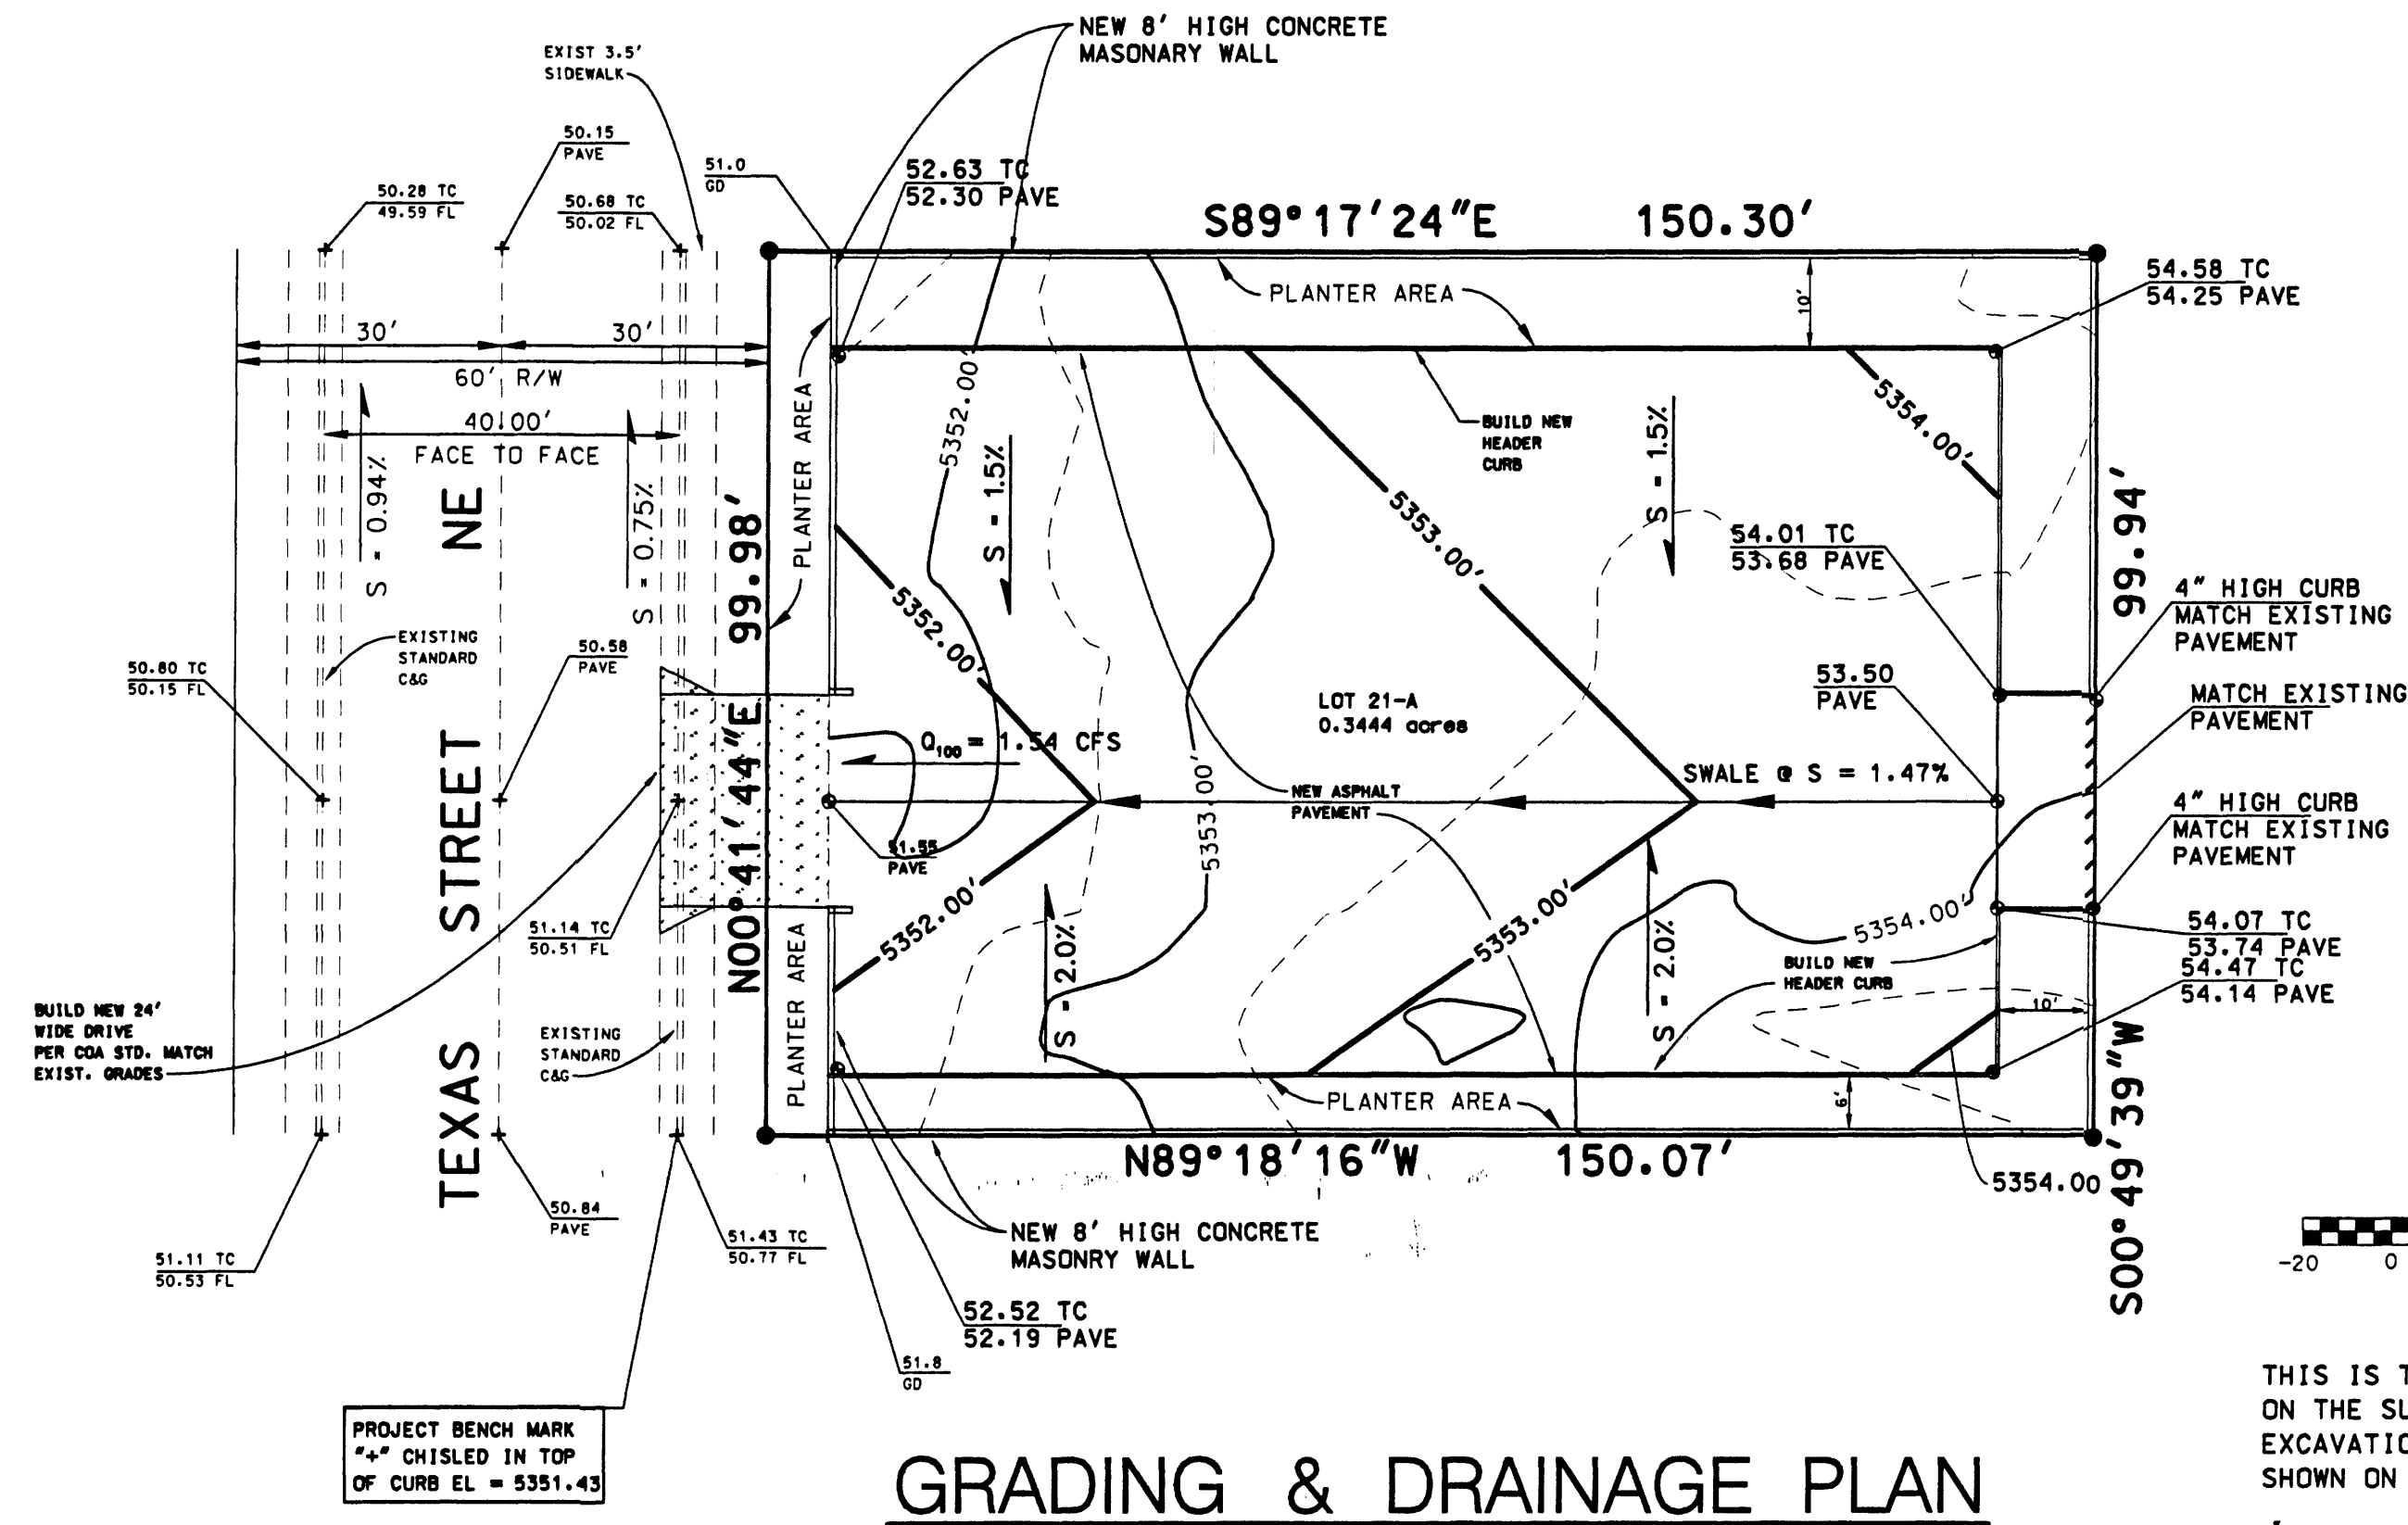 NEW 8' HIGH CONCRETE
MASONARY WALL
EXIST 3.5'
SIDEWALK
50.15
PAVE
51.0
GD
52.63 TC
52.30 PAVE
50.28 TC
49.59 FL
50.68 TC
50.02 FL
S89°17'24"E 150.30'
54.58 TC
54.25 PAVE
PLANTER AREA
10'
30'
30'
60' R/W
40.00'
FACE TO FACE
S = 0.94%
S = 0.75%
NE
STREET
TEXAS
PLANTER AREA
5352.00'
S = 1.5%
BUILD NEW
HEADER
CURB
S = 1.5%
5354.00'
5353.00'
99.98'
N00°41'44"E
99.94'
S00°49'39"W
54.01 TC
53.68 PAVE
4" HIGH CURB
MATCH EXISTING
PAVEMENT
5352.00'
EXISTING
STANDARD
C&G
50.58
PAVE
50.80 TC
50.15 FL
LOT 21-A
0.3444 acres
53.50
PAVE
MATCH EXISTING
PAVEMENT
Q100 = 1.54 CFS
SWALE @ S = 1.47%
5353.00'
NEW ASPHALT
PAVEMENT
4" HIGH CURB
MATCH EXISTING
PAVEMENT
51.55
PAVE
51.14 TC
50.51 FL
5352.00'
5353.00'
5354.00'
54.07 TC
53.74 PAVE
54.47 TC
54.14 PAVE
BUILD NEW
HEADER CURB
S = 2.0%
S = 2.0%
10'
PLANTER AREA
BUILD NEW 24'
WIDE DRIVE
PER COA STD. MATCH
EXIST. GRADES
EXISTING
STANDARD
C&G
PLANTER AREA
6'
N89°18'16"W 150.07'
5354.00
50.84
PAVE
51.43 TC
50.77 FL
51.11 TC
50.53 FL
NEW 8' HIGH CONCRETE
MASONRY WALL
-20 0
52.52 TC
52.19 PAVE
51.8
GD
PROJECT BENCH MARK
"+" CHISLED IN TOP
OF CURB EL = 5351.43
THIS IS
ON THE
SHOWN ON
GRADING & DRAINAGE PLAN